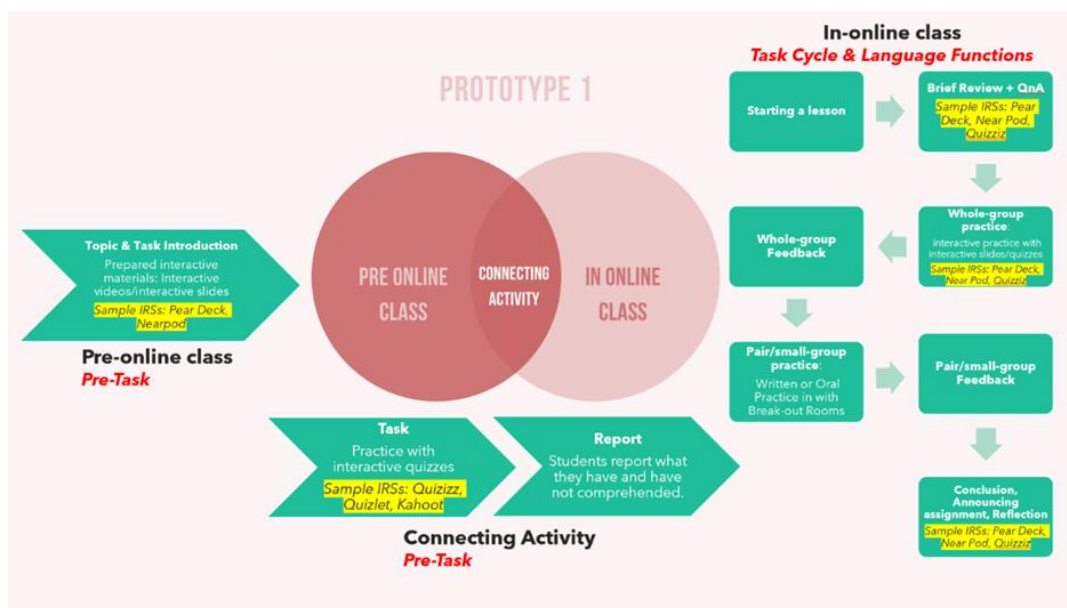 PROTOTYPE 1
Topic & Task Introduction
Prepared interactive
materials: Interactive
videos/interactive slides
Sample IRSs: Pear Deck,
Nearpod
Pre-online class
Pre-Task
PRE ONLINE
CLASS
CONNECTING
ACTIVITY
IN ONLINE
CLASS
Task
Practice with
interactive quizzes
Sample IRSs: Quizizz,
Quizlet, Kahoot
Report
Students report what
they have and have
not comprehended.
Connecting Activity
Pre-Task
In-online class
Task Cycle & Language Functions
Starting a lesson
Brief Review + QnA
Sample IRSs: Pear
Deck, Near Pod,
Quizziz
Whole-group
practice:
interactive practice with
interactive slides/quizzes
Sample IRSs: Pear Deck,
Near Pod, Quizziz
Whole-group
Feedback
Pair/small-group
practice:
Written or Oral
Practice in with
Break-out Rooms
Pair/small-group
Feedback
Conclusion,
Announcing
assignment, Reflection
Sample IRSs: Pear Deck,
Near Pod, Quizziz